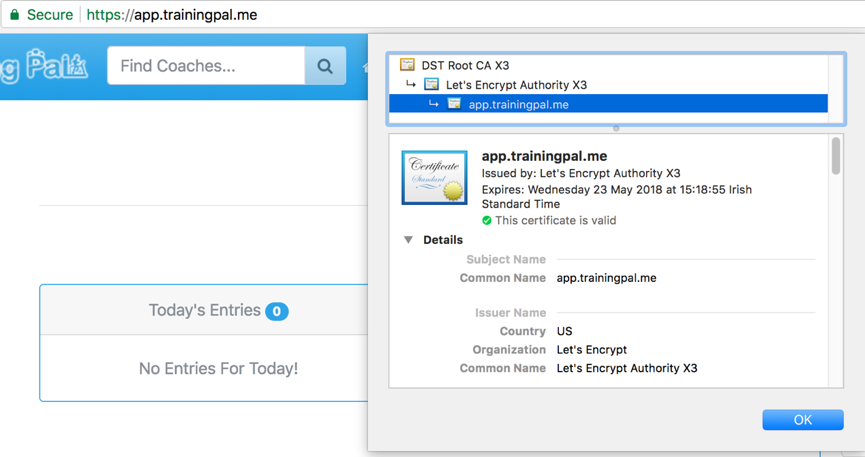 Secure https://app.trainingpal.me
g Pal
Find Coaches...
Today's Entries 0
No Entries For Today!
DST Root CA X3
Let's Encrypt Authority X3
app.trainingpal.me
Certificate
Standard
app.trainingpal.me
Issued by: Let's Encrypt Authority X3
Expires: Wednesday 23 May 2018 at 15:18:55 Irish
Standard Time
This certificate is valid
Details
Subject Name
Common Name app.trainingpal.me
Issuer Name
Country US
Organization Let's Encrypt
Common Name Let's Encrypt Authority X3
OK